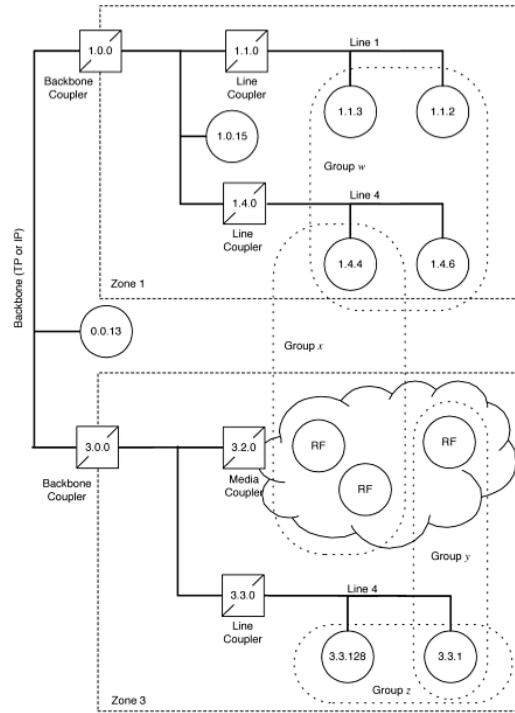 1.0.0
Backbone
Coupler
1.1.0
Line
Coupler
Line 1
1.1.3
1.1.2
1.0.15
Group w
1.4.0
Line
Coupler
Line 4
1.4.4
1.4.6
Zone 1
Backbone (TP or IP)
0.0.13
Group x
3.0.0
Backbone
Coupler
3.2.0
Media
Coupler
RF
RF
RF
Group y
3.3.0
Line
Coupler
Line 4
3.3.128
3.3.1
Group z
Zone 3